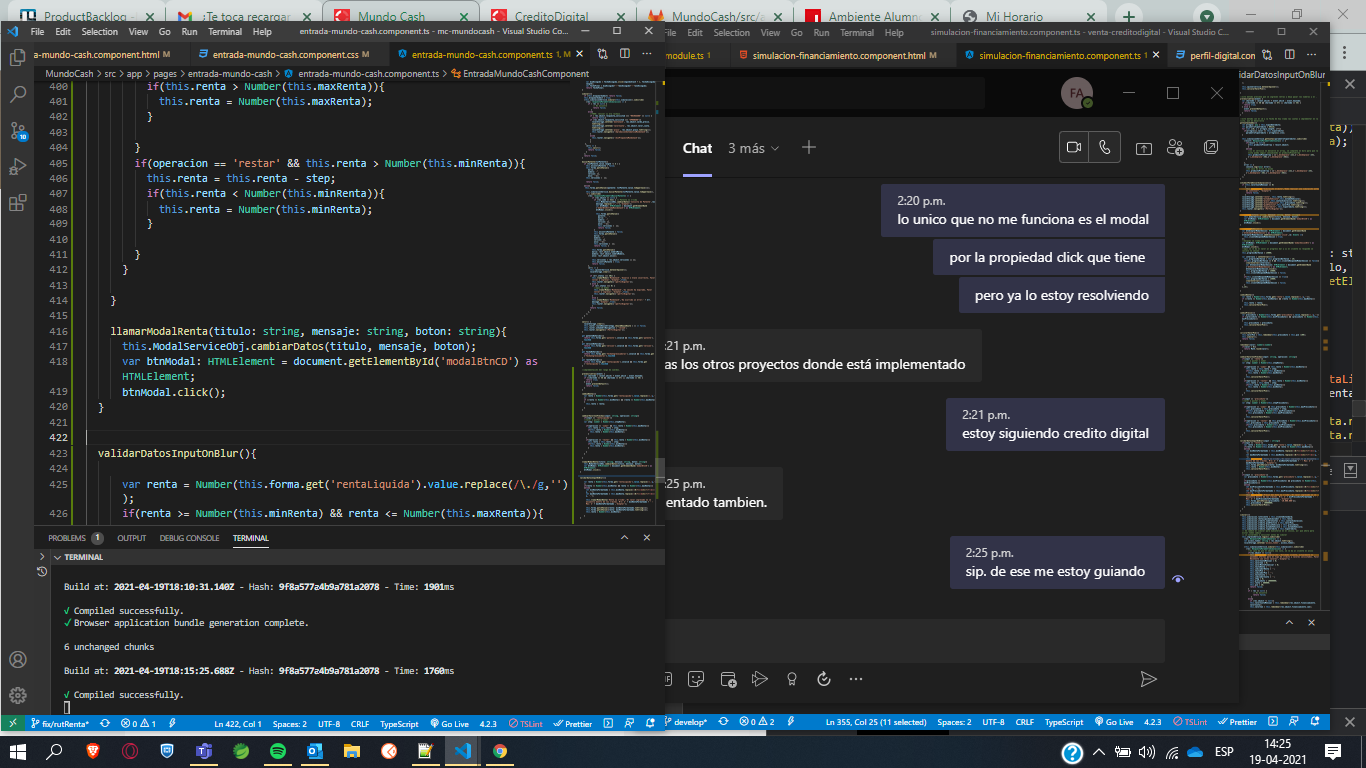 ProductBacklog -
¡Te toca recargar
Mundo Cash
CreditoDigital
MundoCash/src/a
Ambiente Alumno
Mi Horario
File Edit Selection View Go Run Terminal
entrada-mundo-cash.component.ts - mc-mundocash - Visual Studio Co...
Edit Selection View Go Run Terminal
simulacion-financiamiento.component.ts - venta-creditodigital - Visual Studio C...
a-mundo-cash.component.html M
entrada-mundo-cash.component.css M
entrada-mundo-cash.component.ts 1, M
module.ts
simulacion-financiamiento.component.html M
simulacion-financiamiento.component.ts 1
perfil-digital.con
MundoCash > src > app > pages > entrada-mundo-cash > entrada-mundo-cash.component.ts > EntradaMundoCashComponent
alidarDatosInputOnBlur
400 if(this.renta > Number(this.maxRenta)){
401 this.renta = Number(this.maxRenta);
402 }
403
404 }
405 if(operacion == 'restar' && this.renta > Number(this.minRenta)){
406 this.renta = this.renta - step;
407 if(this.renta < Number(this.minRenta)){
408 this.renta = Number(this.minRenta);
409 }
410
411 }
412 }
413
414 }
415
416 llamarModalRenta(titulo: string, mensaje: string, boton: string){
417 this.ModalServiceObj.cambiarDatos(titulo, mensaje, boton);
418 var btnModal: HTMLElement = document.getElementById('modalBtnCD') as
HTMLElement;
419 btnModal.click();
420 }
421
422
423 validarDatosInputOnBlur(){
424
425 var renta = Number(this.forma.get('rentaLiquida').value.replace(/\./g,'')
);
426 if(renta >= Number(this.minRenta) && renta <= Number(this.maxRenta)){
PROBLEMS 1 OUTPUT DEBUG CONSOLE TERMINAL
TERMINAL
Build at: 2021-04-19T18:10:31.140Z - Hash: 9f8a577e4b9a781a2078 - Time: 1901ms
√ Compiled successfully.
√ Browser application bundle generation complete.
6 unchanged chunks
Build at: 2021-04-19T18:15:25.688Z - Hash: 9f8a577e4b9a781a2078 - Time: 1760ms
√ Compiled successfully.
FA
Chat 3 más
2:20 p.m.
lo unico que no me funciona es el modal
por la propiedad click que tiene
pero ya lo estoy resolviendo
:21 p.m.
as los otros proyectos donde está implementado
2:21 p.m.
estoy siguiendo credito digital
25 p.m.
entado tambien.
2:25 p.m.
sip. de ese me estoy guiando
fix/rutRenta* 0 1 Ln 422, Col 1 Spaces: 2 UTF-8 CRLF TypeScript Go Live 4.2.3 TSLint Prettier
develop* 0 2 Ln 355, Col 25 (11 selected) Spaces: 2 UTF-8 CRLF TypeScript Go Live 4.2.3 TSLint Prettier
10
ESP
14:25
19-04-2021